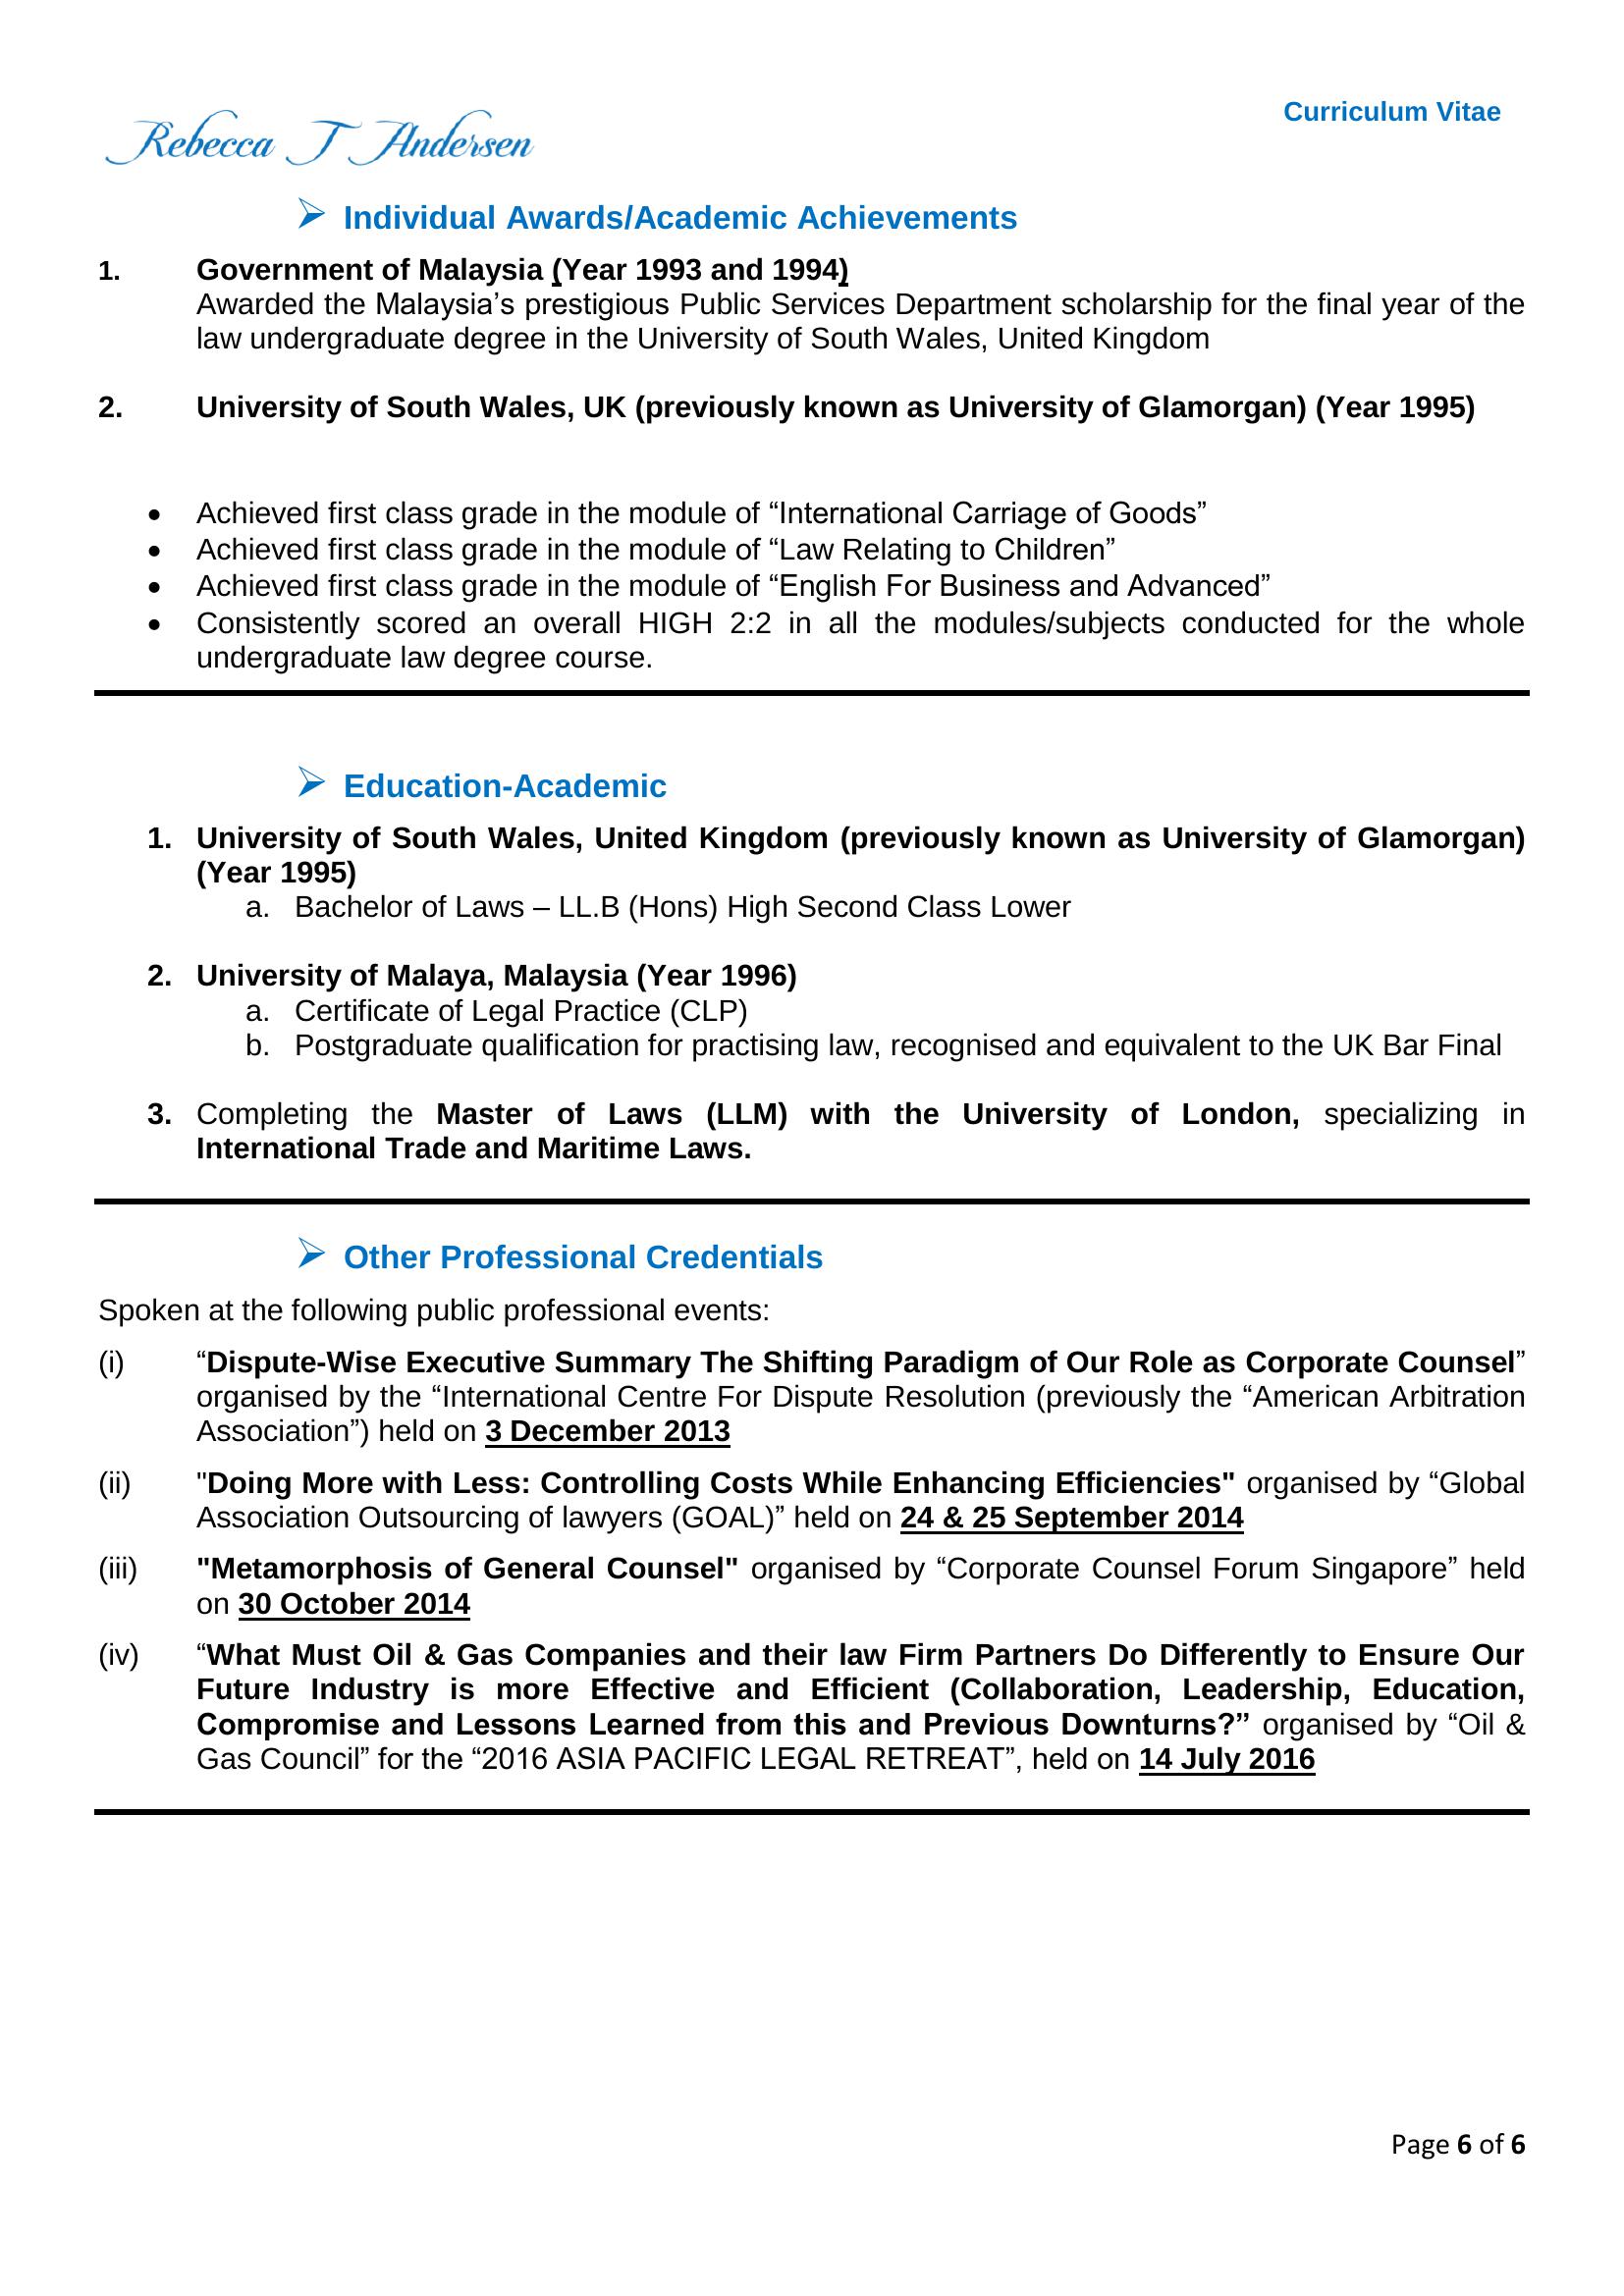 Rebecca T Andersen
Curriculum Vitae
➢ Individual Awards/Academic Achievements
1. Government of Malaysia (Year 1993 and 1994)
Awarded the Malaysia’s prestigious Public Services Department scholarship for the final year of the
law undergraduate degree in the University of South Wales, United Kingdom
2. University of South Wales, UK (previously known as University of Glamorgan) (Year 1995)
• Achieved first class grade in the module of “International Carriage of Goods”
• Achieved first class grade in the module of “Law Relating to Children”
• Achieved first class grade in the module of “English For Business and Advanced”
• Consistently scored an overall HIGH 2:2 in all the modules/subjects conducted for the whole
undergraduate law degree course.
➢ Education-Academic
1. University of South Wales, United Kingdom (previously known as University of Glamorgan)
(Year 1995)
a. Bachelor of Laws – LL.B (Hons) High Second Class Lower
2. University of Malaya, Malaysia (Year 1996)
a. Certificate of Legal Practice (CLP)
b. Postgraduate qualification for practising law, recognised and equivalent to the UK Bar Final
3. Completing the Master of Laws (LLM) with the University of London, specializing in
International Trade and Maritime Laws.
➢ Other Professional Credentials
Spoken at the following public professional events:
(i) “Dispute-Wise Executive Summary The Shifting Paradigm of Our Role as Corporate Counsel”
organised by the “International Centre For Dispute Resolution (previously the “American Arbitration
Association”) held on 3 December 2013
(ii) "Doing More with Less: Controlling Costs While Enhancing Efficiencies" organised by “Global
Association Outsourcing of lawyers (GOAL)” held on 24 & 25 September 2014
(iii) "Metamorphosis of General Counsel" organised by “Corporate Counsel Forum Singapore” held
on 30 October 2014
(iv) “What Must Oil & Gas Companies and their law Firm Partners Do Differently to Ensure Our
Future Industry is more Effective and Efficient (Collaboration, Leadership, Education,
Compromise and Lessons Learned from this and Previous Downturns?” organised by “Oil &
Gas Council” for the “2016 ASIA PACIFIC LEGAL RETREAT”, held on 14 July 2016
Page 6 of 6